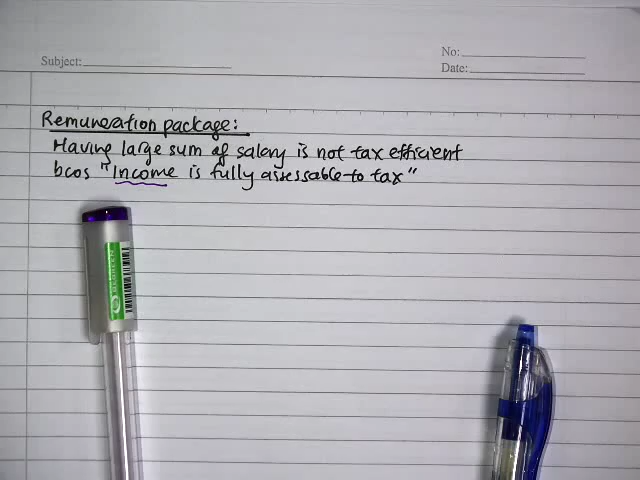 Subject:
No:
Date:
Remuneration package:
Having large sum of salary is not tax efficient
bcos "Income is fully assessable to tax"